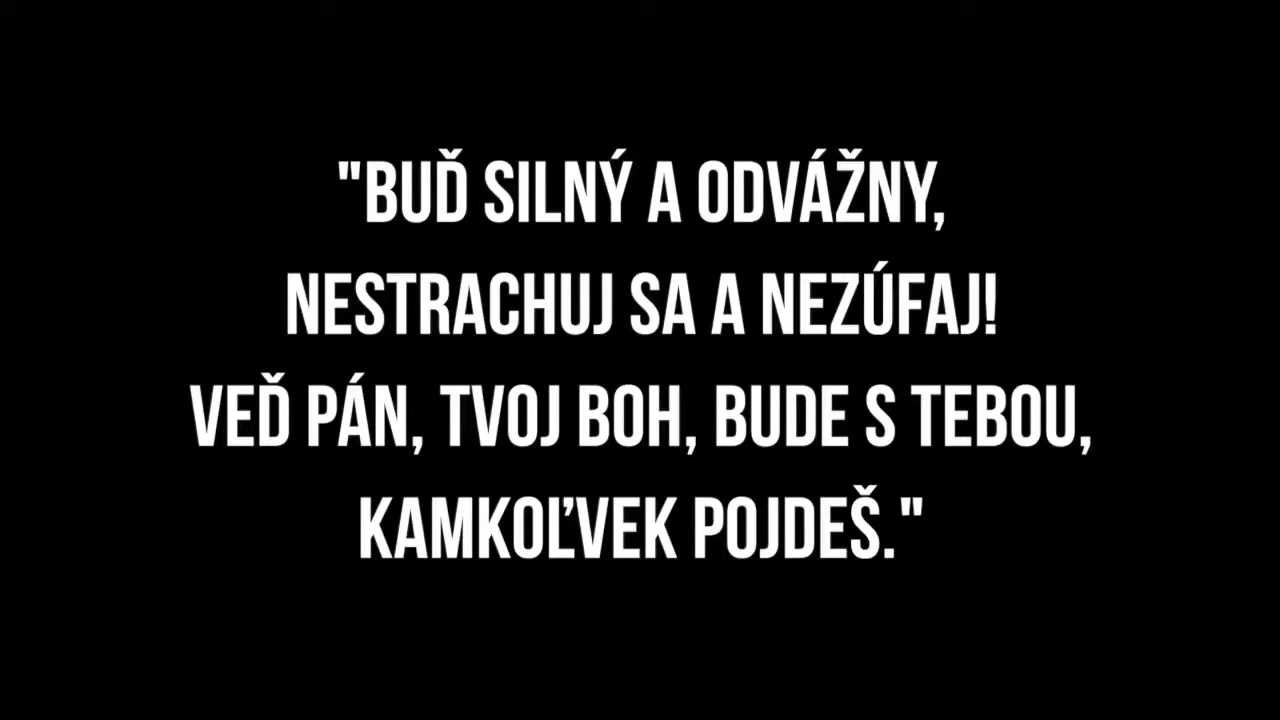 "BUĎ SILNÝ A ODVÁŽNY,
NESTRACHUJ SA A NEZÚFAJ!
VEĎ PÁN, TVOJ BOH, BUDE S TEBOU,
KAMKOĽVEK POJDEŠ."